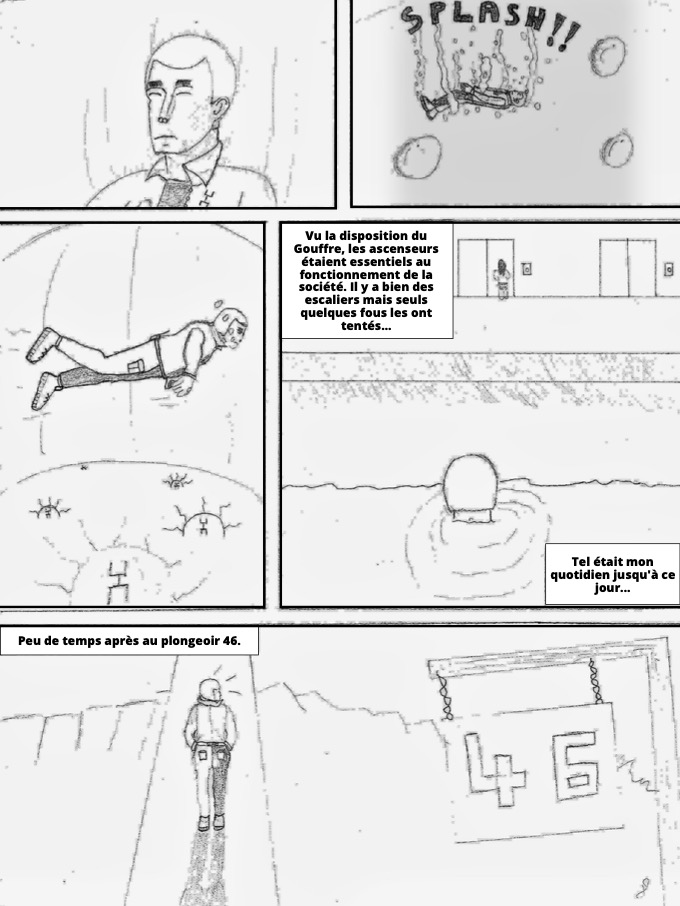 SPLASH!!
Vu la disposition du
Gouffre, les ascenseurs
étaient essentiels au
fonctionnement de la
société. Il y a bien des
escaliers mais seuls
quelques fous les ont
tentés...
Tel était mon
quotidien jusqu'à ce
jour...
Peu de temps après au plongeoir 46.
46